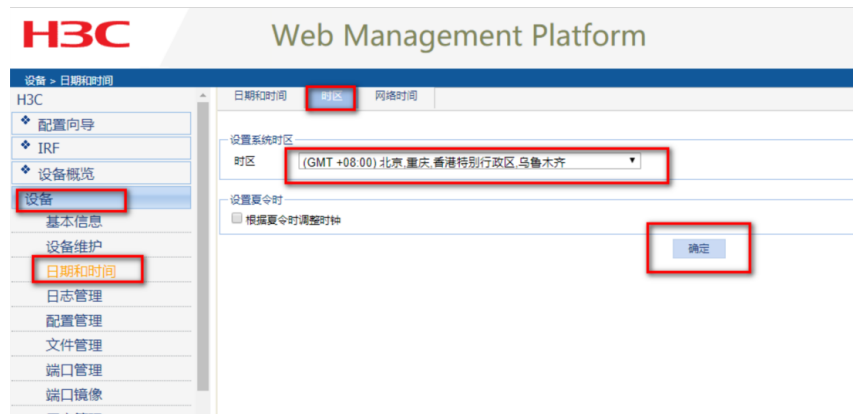 H3C
Web Management Platform
设备 > 日期和时间
H3C
日期和时间 时区 网络时间
配置向导
IRF
设备概览
设备
基本信息
设备维护
日期和时间
日志管理
配置管理
文件管理
端口管理
端口镜像
设置系统时区
时区 (GMT +08:00) 北京,重庆,香港特别行政区,乌鲁木齐
设置夏令时
根据夏令时调整时钟
确定